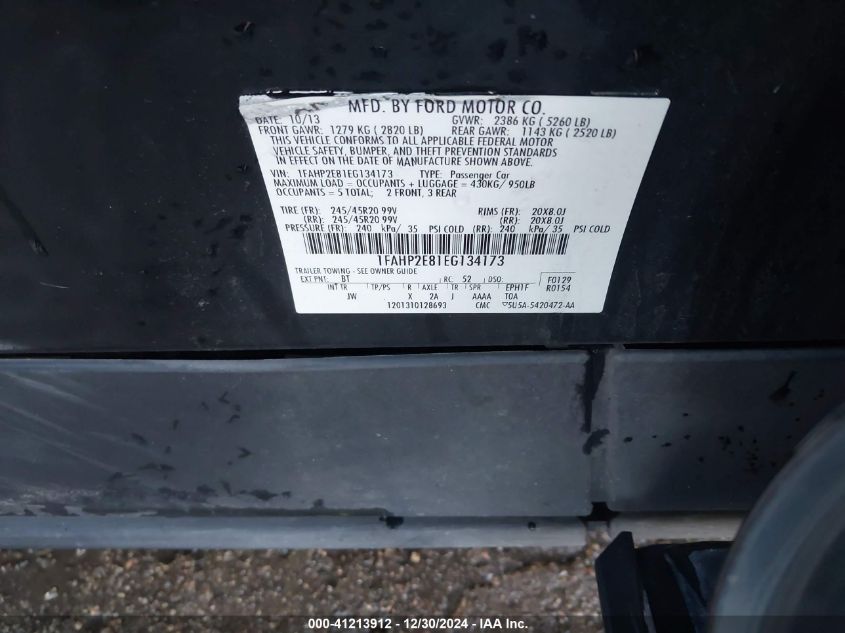 MFD. BY FORD MOTOR CO.
DATE: 10/13 GVWR: 2386 KG ( 5260 LB)
FRONT GAWR: 1279 KG ( 2820 LB) REAR GAWR: 1143 KG ( 2520 LB)
THIS VEHICLE CONFORMS TO ALL APPLICABLE FEDERAL MOTOR
VEHICLE SAFETY, BUMPER, AND THEFT PREVENTION STANDARDS
IN EFFECT ON THE DATE OF MANUFACTURE SHOWN ABOVE.
VIN: 1FAHP2E81EG134173 TYPE: Passenger Car
MAXIMUM LOAD = OCCUPANTS + LUGGAGE = 430KG/ 950LB
OCCUPANTS = 5 TOTAL; 2 FRONT, 3 REAR
TIRE (FR): 245/45R20 99V RIMS (FR): 20X8.0J
(RR): 245/45R20 99V (RR): 20X8.0J
PRESSURE (FR): 240 kPa/ 35 PSI COLD (RR): 240 kPa/ 35 PSI COLD
1FAHP2E81EG134173
TRAILER TOWING - SEE OWNER GUIDE
EXT PNT: BT RC: 52 DSO: F0129
INT TR TP/PS R AXLE TR SPR EPH1F R0154
JW X 2A J AAAA TOA
1201310128693 CMC 5U5A-5420472-AA
000-41213912 - 12/30/2024 - IAA Inc.